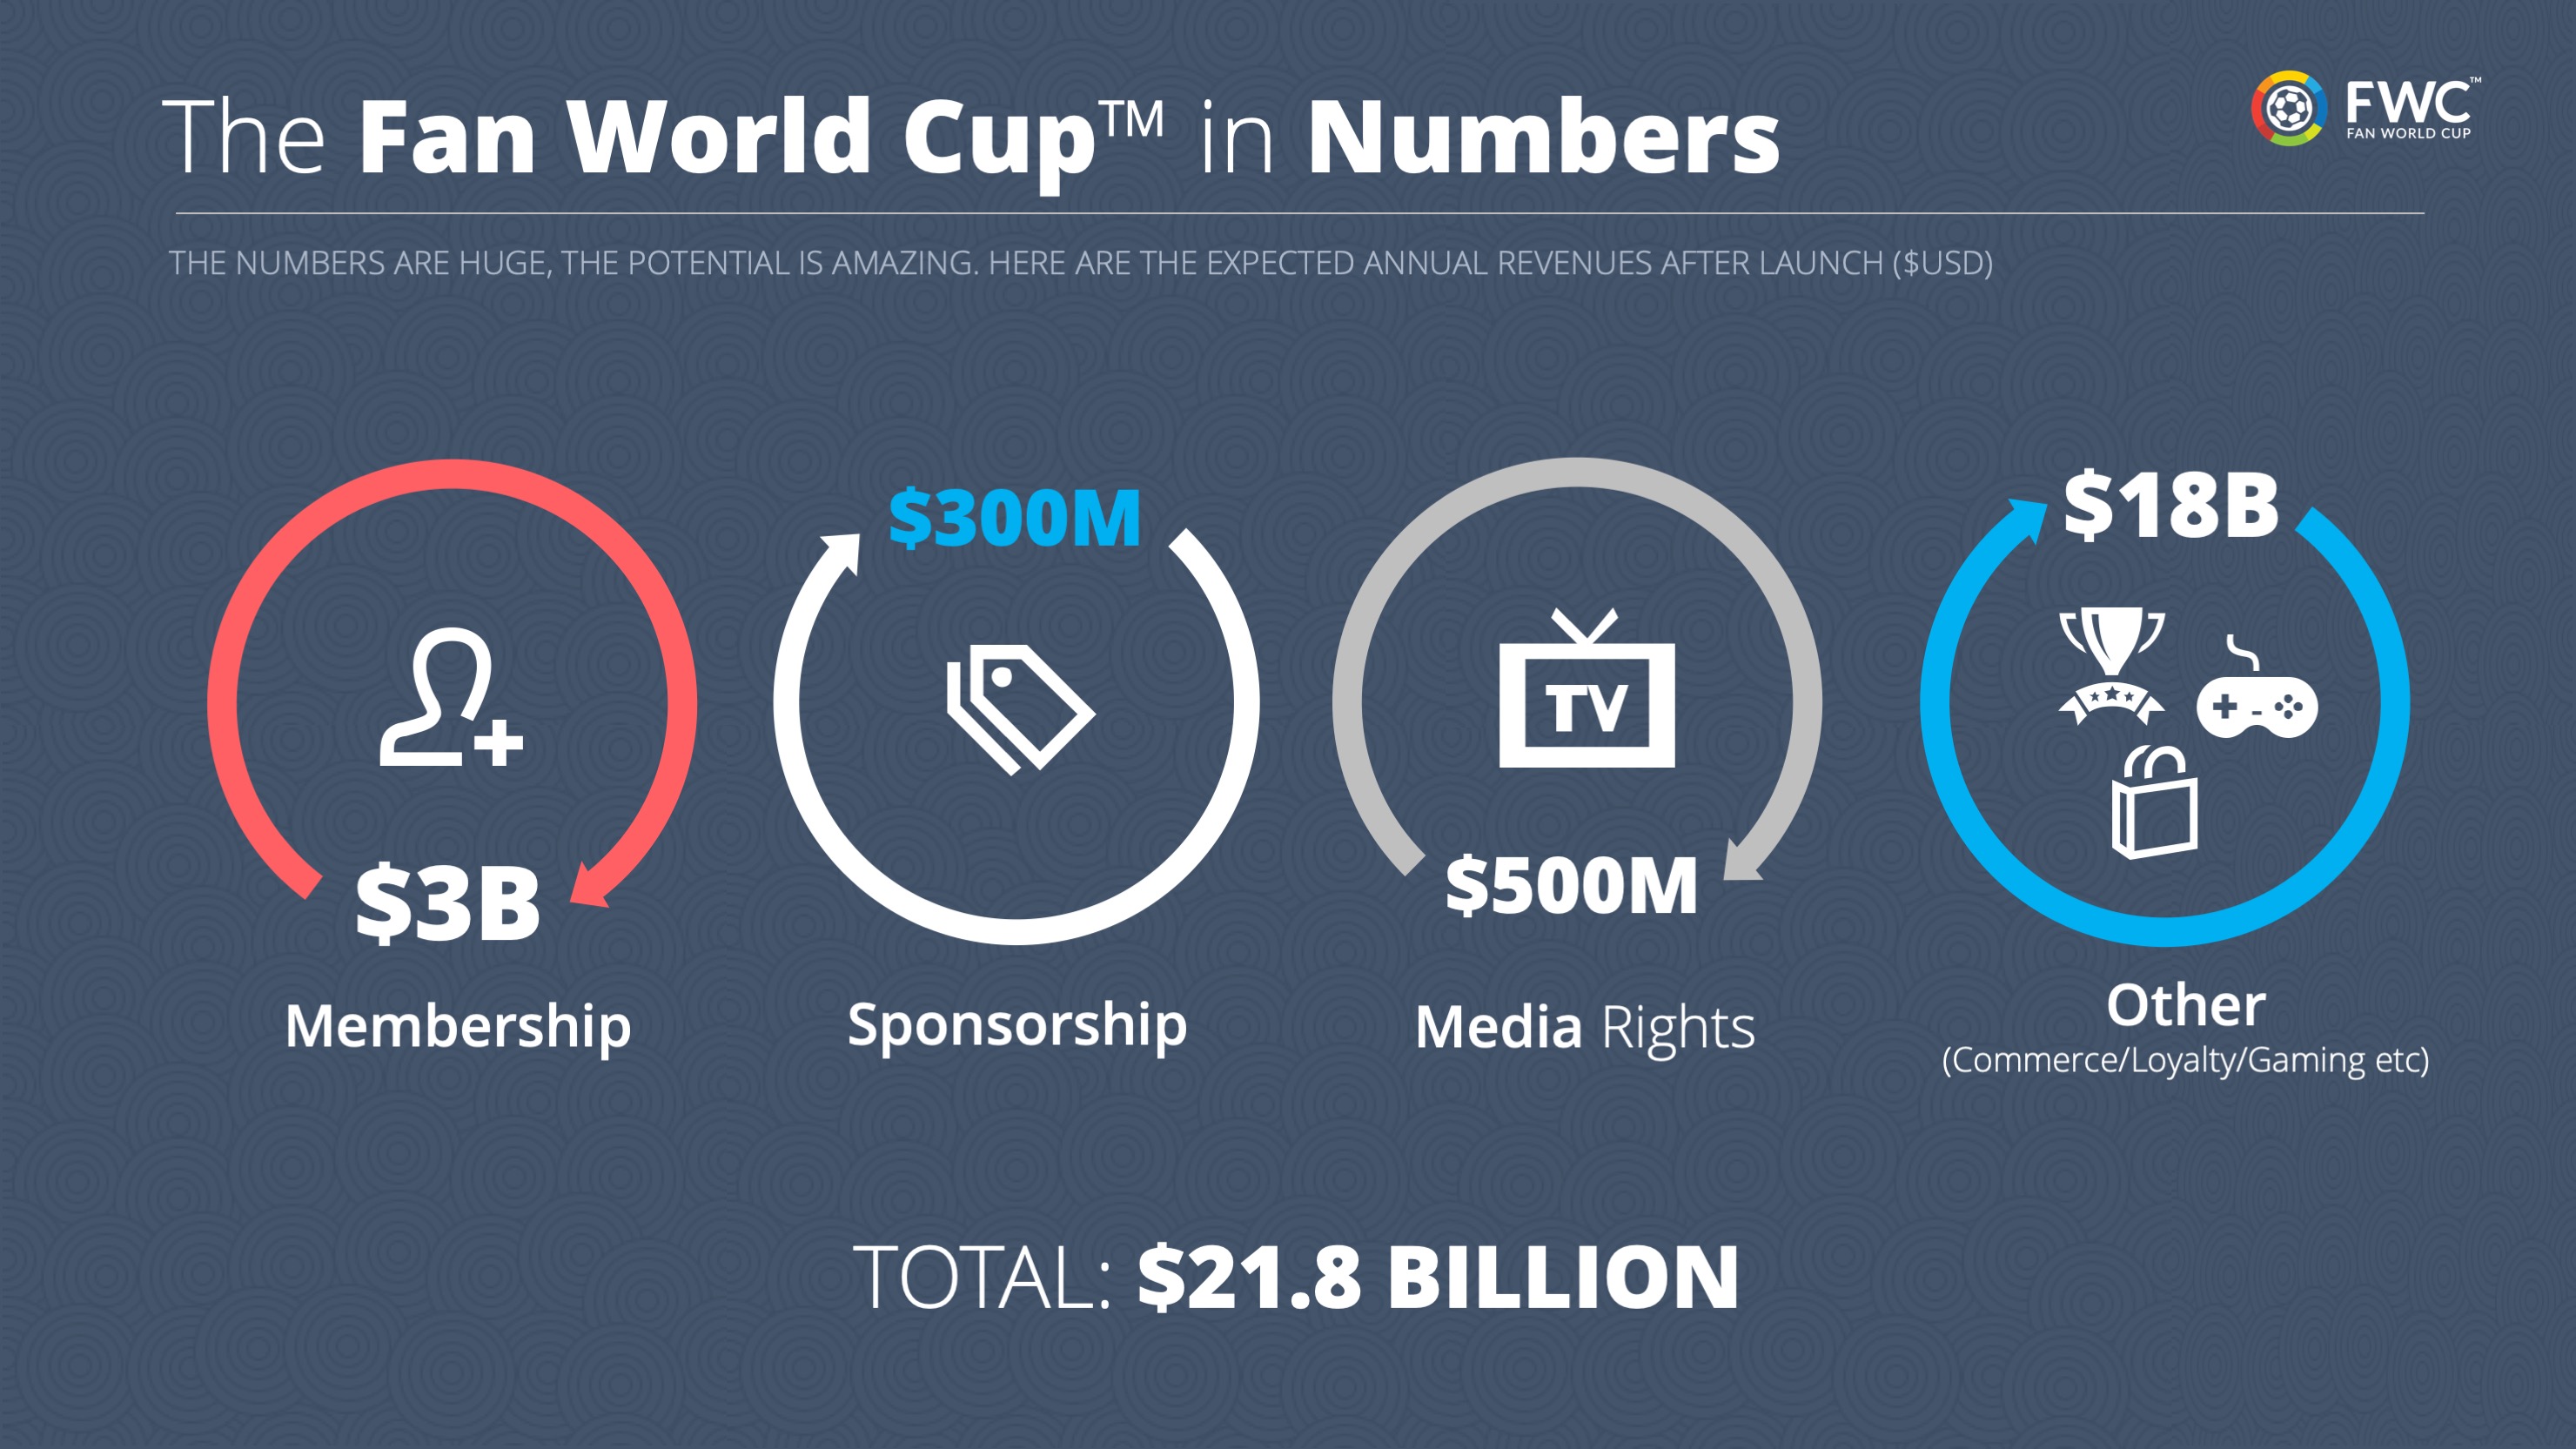 The Fan World Cup™ in Numbers
FWC™
FAN WORLD CUP
THE NUMBERS ARE HUGE, THE POTENTIAL IS AMAZING. HERE ARE THE EXPECTED ANNUAL REVENUES AFTER LAUNCH ($USD)
$3B
Membership
$300M
Sponsorship
TV
$500M
Media Rights
$18B
Other
(Commerce/Loyalty/Gaming etc)
TOTAL: $21.8 BILLION